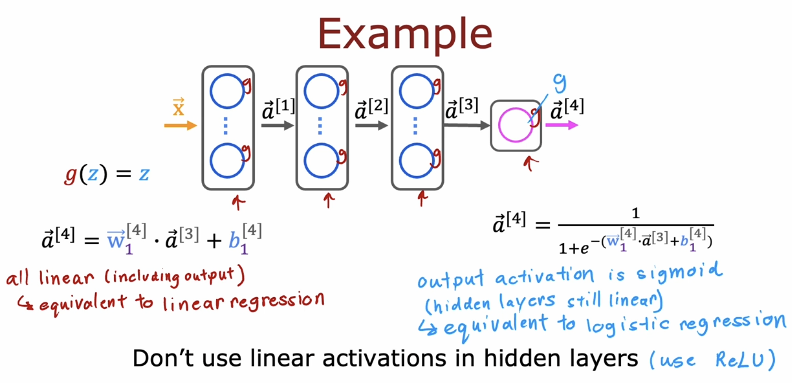 Example
g g g g
x⃗ a⃗[1] a⃗[2] a⃗[3] g a⃗[4]
g g g
g(z) = z
a⃗[4] = w⃗1[4] · a⃗[3] + b1[4]
a⃗[4] = 1 / 1+e−(w⃗1[4]·a⃗[3]+b1[4])
all linear (including output)
↳ equivalent to linear regression
output activation is sigmoid
(hidden layers still linear)
↳ equivalent to logistic regression
Don't use linear activations in hidden layers (use ReLU)